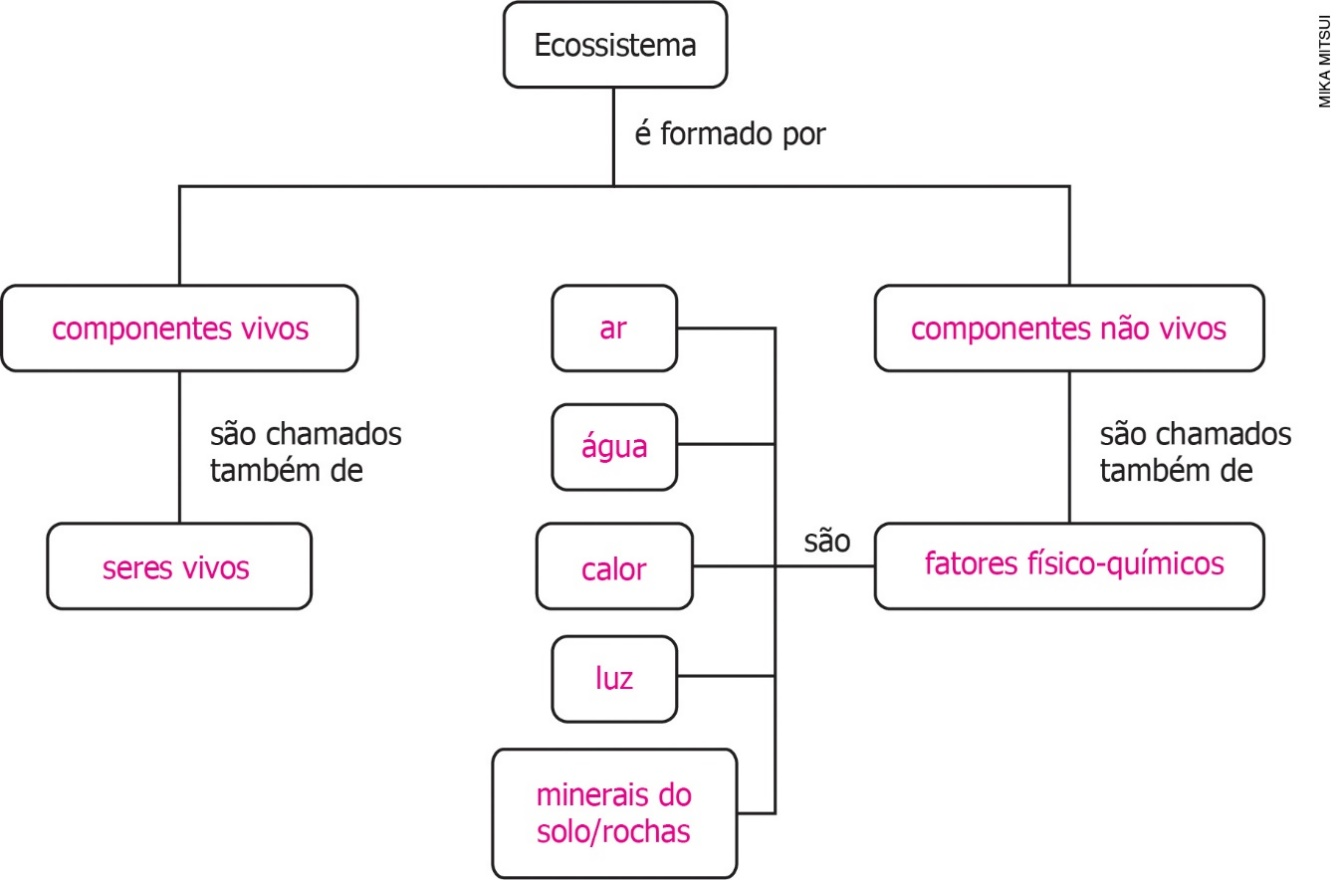 Ecossistema
é formado por
componentes vivos
são chamados
também de
seres vivos
componentes não vivos
são chamados
também de
fatores físico-químicos
são
ar
água
calor
luz
minerais do
solo/rochas
MIKA MITSUI